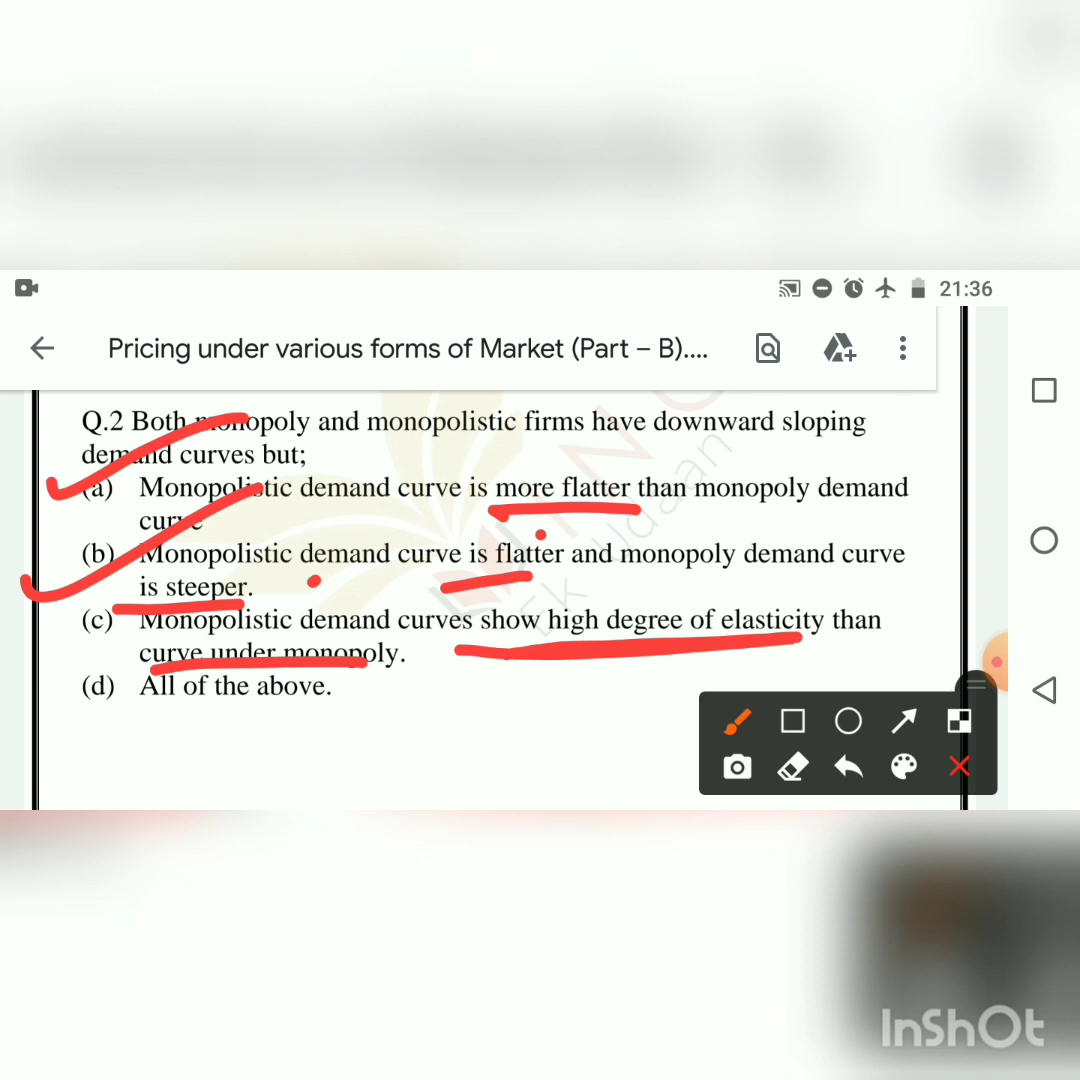 21:36
Pricing under various forms of Market (Part – B)....
Q.2 Both monopoly and monopolistic firms have downward sloping
demand curves but;
(a) Monopolistic demand curve is more flatter than monopoly demand
curve
(b) Monopolistic demand curve is flatter and monopoly demand curve
is steeper.
(c) Monopolistic demand curves show high degree of elasticity than
curve under monopoly.
(d) All of the above.
InShOt